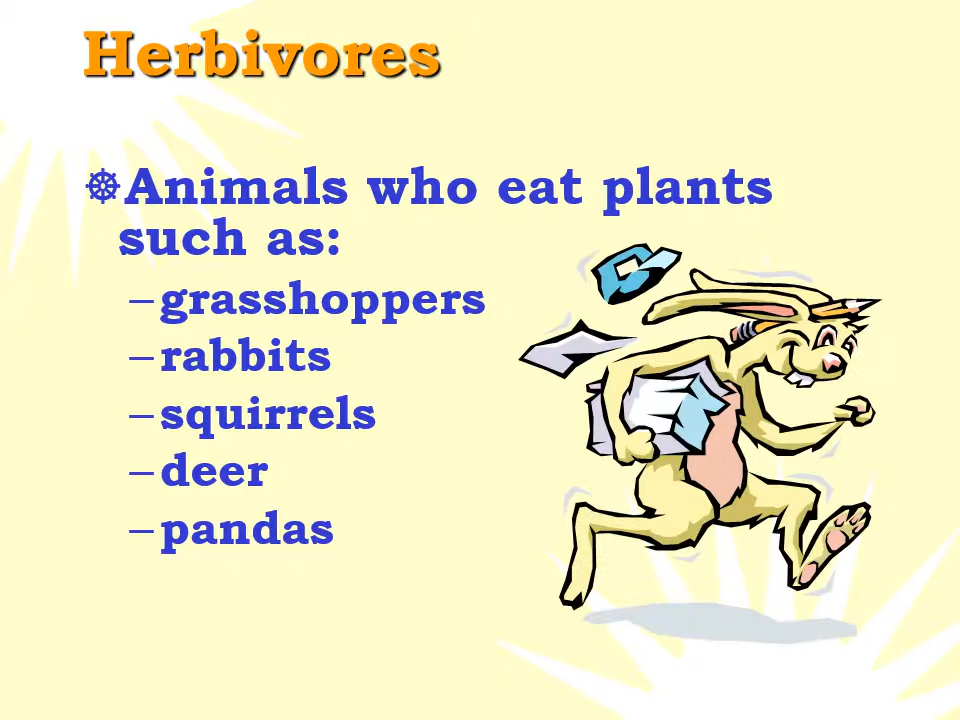 Herbivores
Animals who eat plants
such as:
– grasshoppers
– rabbits
– squirrels
– deer
– pandas